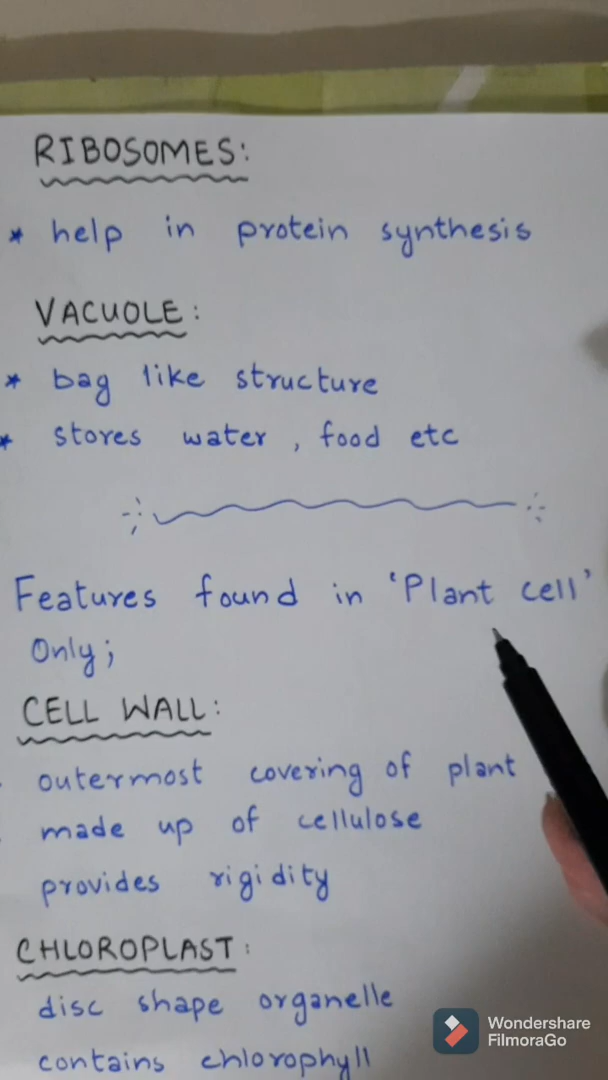 RIBOSOMES:
* help in protein synthesis
VACUOLE:
* bag like structure
* stores water, food etc
Features found in 'Plant cell'
Only;
CELL WALL:
outermost covering of plant
made up of cellulose
provides rigidity
CHLOROPLAST:
disc shape organelle
contains chlorophyll
Wondershare
FilmoraGo